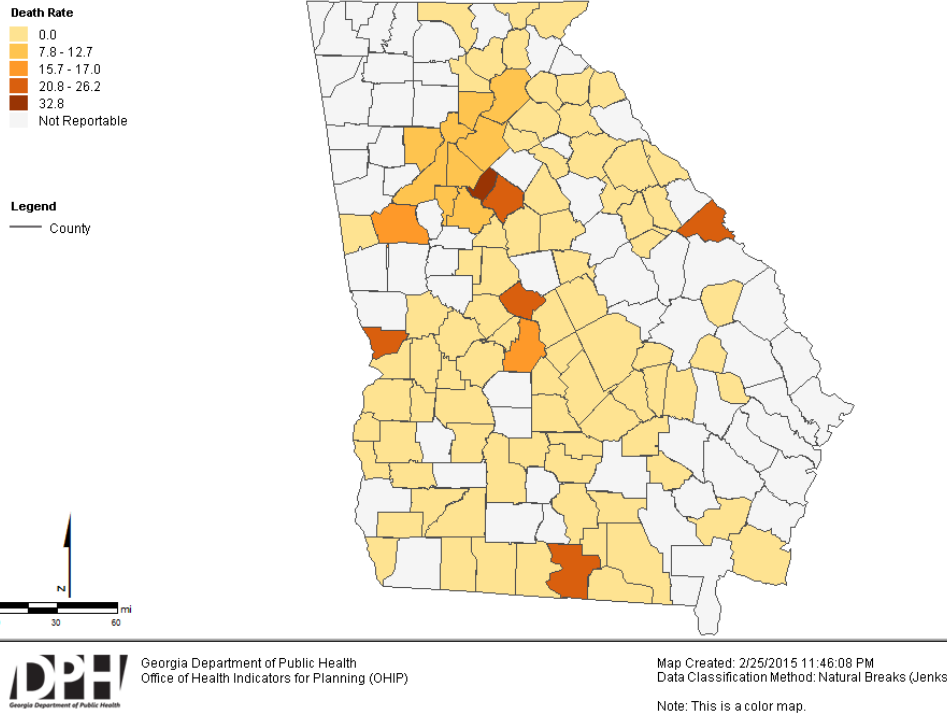 Death Rate
0.0
7.8 - 12.7
15.7 - 17.0
20.8 - 26.2
32.8
Not Reportable
Legend
County
N
mi
30
60
DPH
Georgia Department of Public Health
Georgia Department of Public Health
Office of Health Indicators for Planning (OHIP)
Map Created: 2/25/2015 11:46:08 PM
Data Classification Method: Natural Breaks (Jenks
Note: This is a color map.